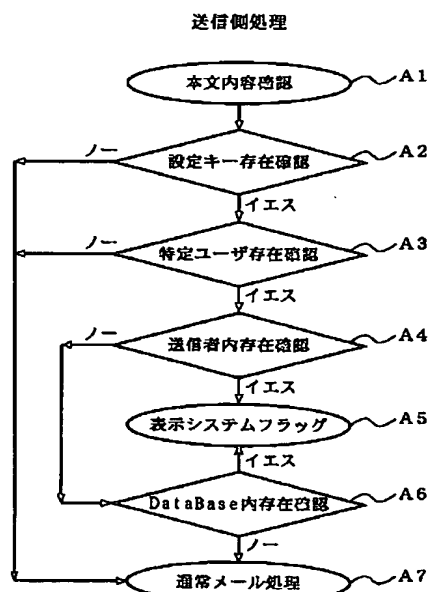 送信側処理
本文内容確認 A1
ノー 設定キー存在確認 A2
イエス
ノー 特定ユーザ存在確認 A3
イエス
ノー 送信者内存在確認 A4
イエス
表示システムフラッグ A5
イエス
DataBase内存在確認 A6
ノー
通常メール処理 A7